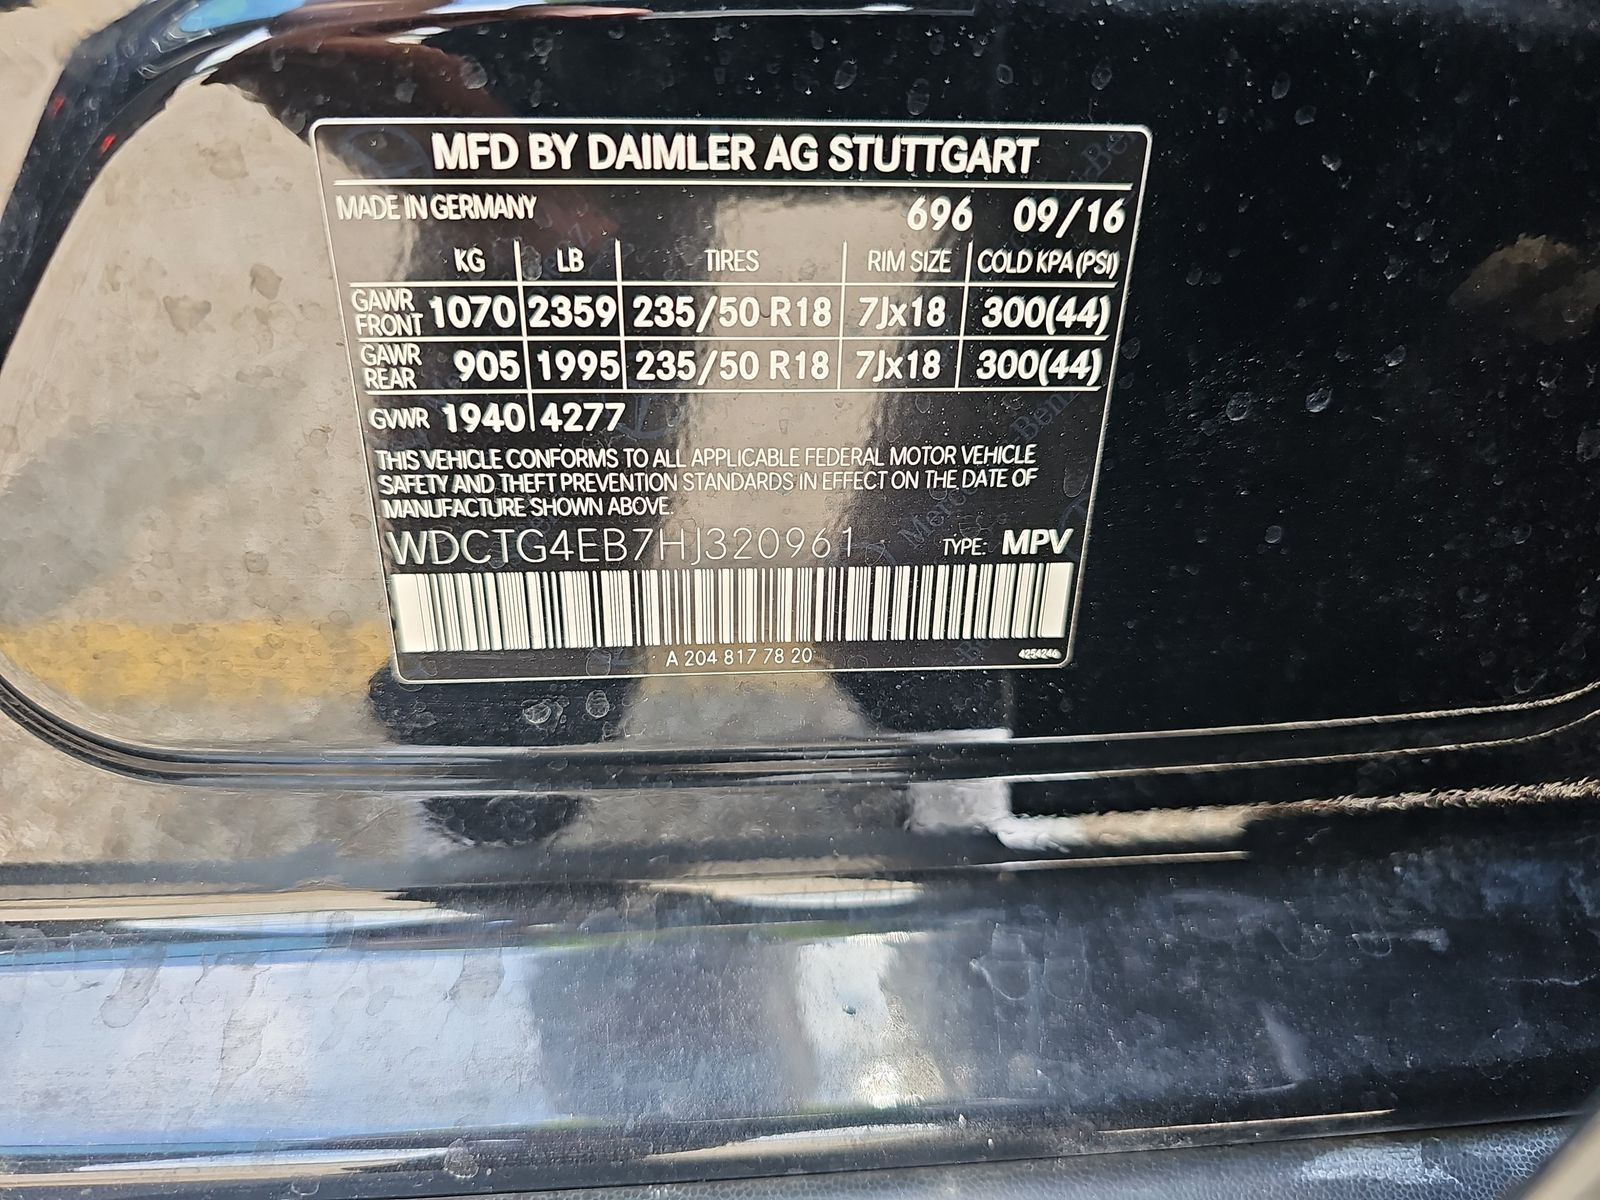 MFD BY DAIMLER AG STUTTGART
MADE IN GERMANY 696 09/16
KG LB TIRES RIM SIZE COLD KPA(PSI)
GAWR FRONT 1070 2359 235/50 R18 7Jx18 300(44)
GAWR REAR 905 1995 235/50 R18 7Jx18 300(44)
GVWR 1940 4277
THIS VEHICLE CONFORMS TO ALL APPLICABLE FEDERAL MOTOR VEHICLE
SAFETY AND THEFT PREVENTION STANDARDS IN EFFECT ON THE DATE OF
MANUFACTURE SHOWN ABOVE.
WDCTG4EB7HJ320961 TYPE: MPV
A 204 817 78 20 4254246